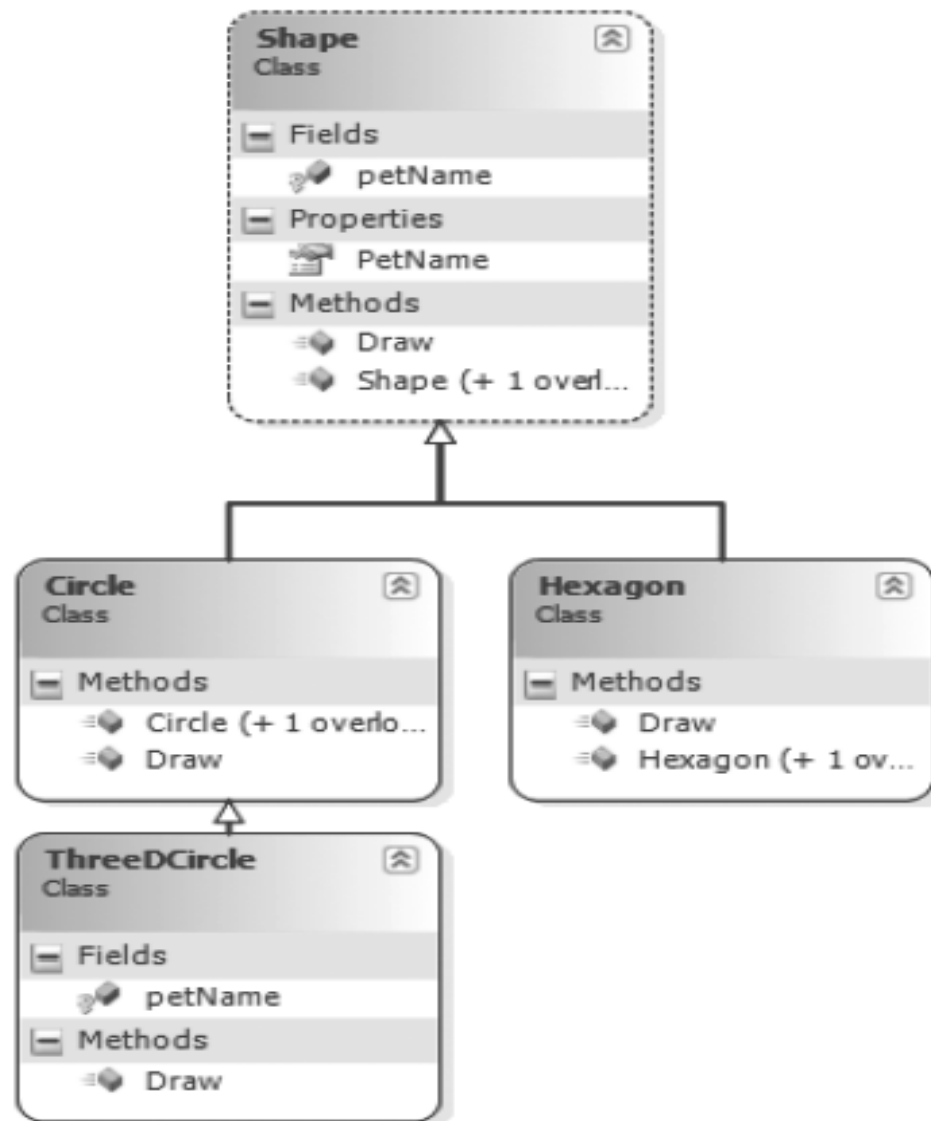 Shape
Class
Fields
petName
Properties
PetName
Methods
Draw
Shape (+ 1 overl...
Circle
Class
Methods
Circle (+ 1 overlo...
Draw
Hexagon
Class
Methods
Draw
Hexagon (+ 1 ov...
ThreeDCircle
Class
Fields
petName
Methods
Draw